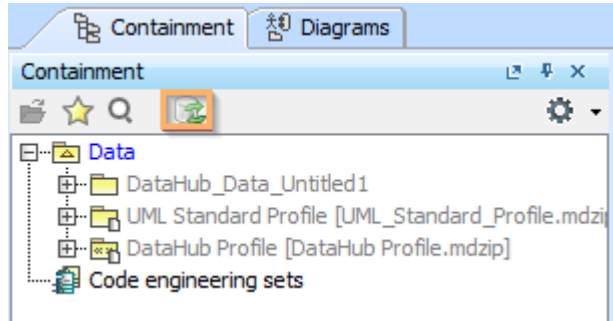 Containment Diagrams
Containment
Data
DataHub_Data_Untitled1
UML Standard Profile [UML_Standard_Profile.mdzi
DataHub Profile [DataHub Profile.mdzip]
Code engineering sets